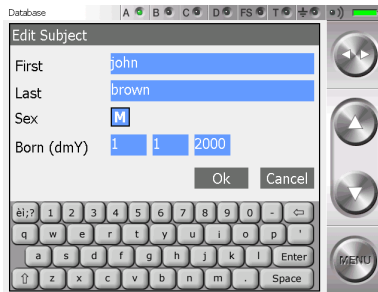 Database A B C D FS T
Edit Subject
First john
Last brown
Sex M
Born (dmY) 1 1 2000
Ok Cancel
èi;? 1 2 3 4 5 6 7 8 9 0 - ⇦
q w e r t y u i o p '
a s d f g h j k l Enter
⇧ z x c v b n m . Space
MENU